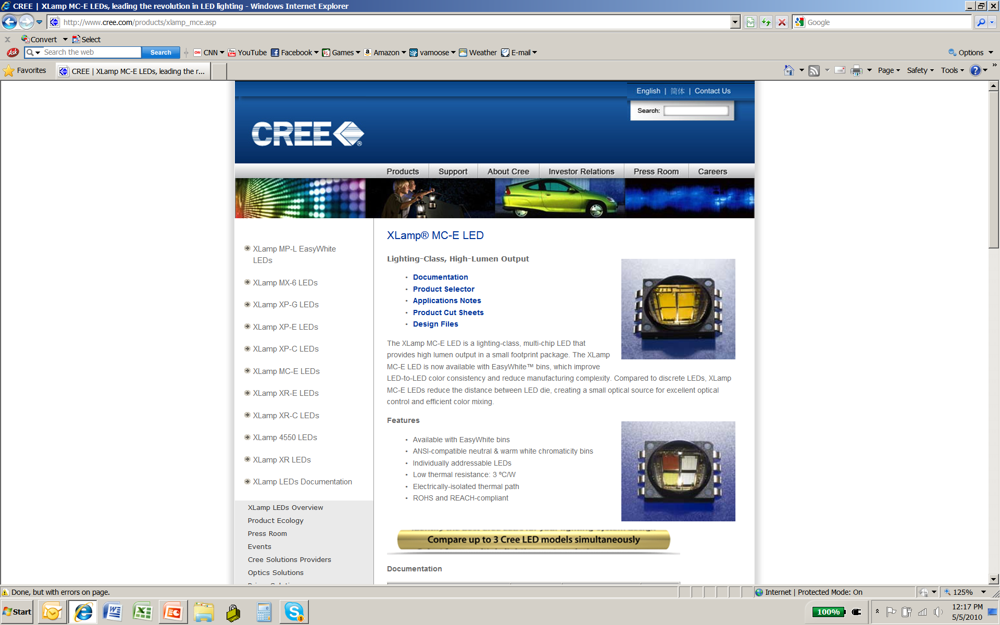 CREE | XLamp MC-E LEDs, leading the revolution in LED lighting - Windows Internet Explorer
http://www.cree.com/products/xlamp_mce.asp
Google
x Convert Select
Ask Search the web Search CNN YouTube Facebook Games Amazon vamoose Weather E-mail Options
Favorites CREE | XLamp MC-E LEDs, leading the r... Page Safety Tools
English | 简体 | Contact Us
Search:
CREE
Products Support About Cree Investor Relations Press Room Careers
XLamp MP-L EasyWhite
LEDs
XLamp MX-6 LEDs
XLamp XP-G LEDs
XLamp XP-E LEDs
XLamp XP-C LEDs
XLamp MC-E LEDs
XLamp XR-E LEDs
XLamp XR-C LEDs
XLamp 4550 LEDs
XLamp XR LEDs
XLamp LEDs Documentation
XLamp LEDs Overview
Product Ecology
Press Room
Events
Cree Solutions Providers
Optics Solutions
XLamp® MC-E LED
Lighting-Class, High-Lumen Output
• Documentation
• Product Selector
• Applications Notes
• Product Cut Sheets
• Design Files
The XLamp MC-E LED is a lighting-class, multi-chip LED that
provides high lumen output in a small footprint package. The XLamp
MC-E LED is now available with EasyWhite™ bins, which improve
LED-to-LED color consistency and reduce manufacturing complexity. Compared to discrete LEDs, XLamp
MC-E LEDs reduce the distance between LED die, creating a small optical source for excellent optical
control and efficient color mixing.
Features
• Available with EasyWhite bins
• ANSI-compatible neutral & warm white chromaticity bins
• Individually addressable LEDs
• Low thermal resistance: 3 ºC/W
• Electrically-isolated thermal path
• ROHS and REACH-compliant
Compare up to 3 Cree LED models simultaneously
Documentation
Done, but with errors on page.
Internet | Protected Mode: On
125%
Start
100%
12:17 PM
5/5/2010